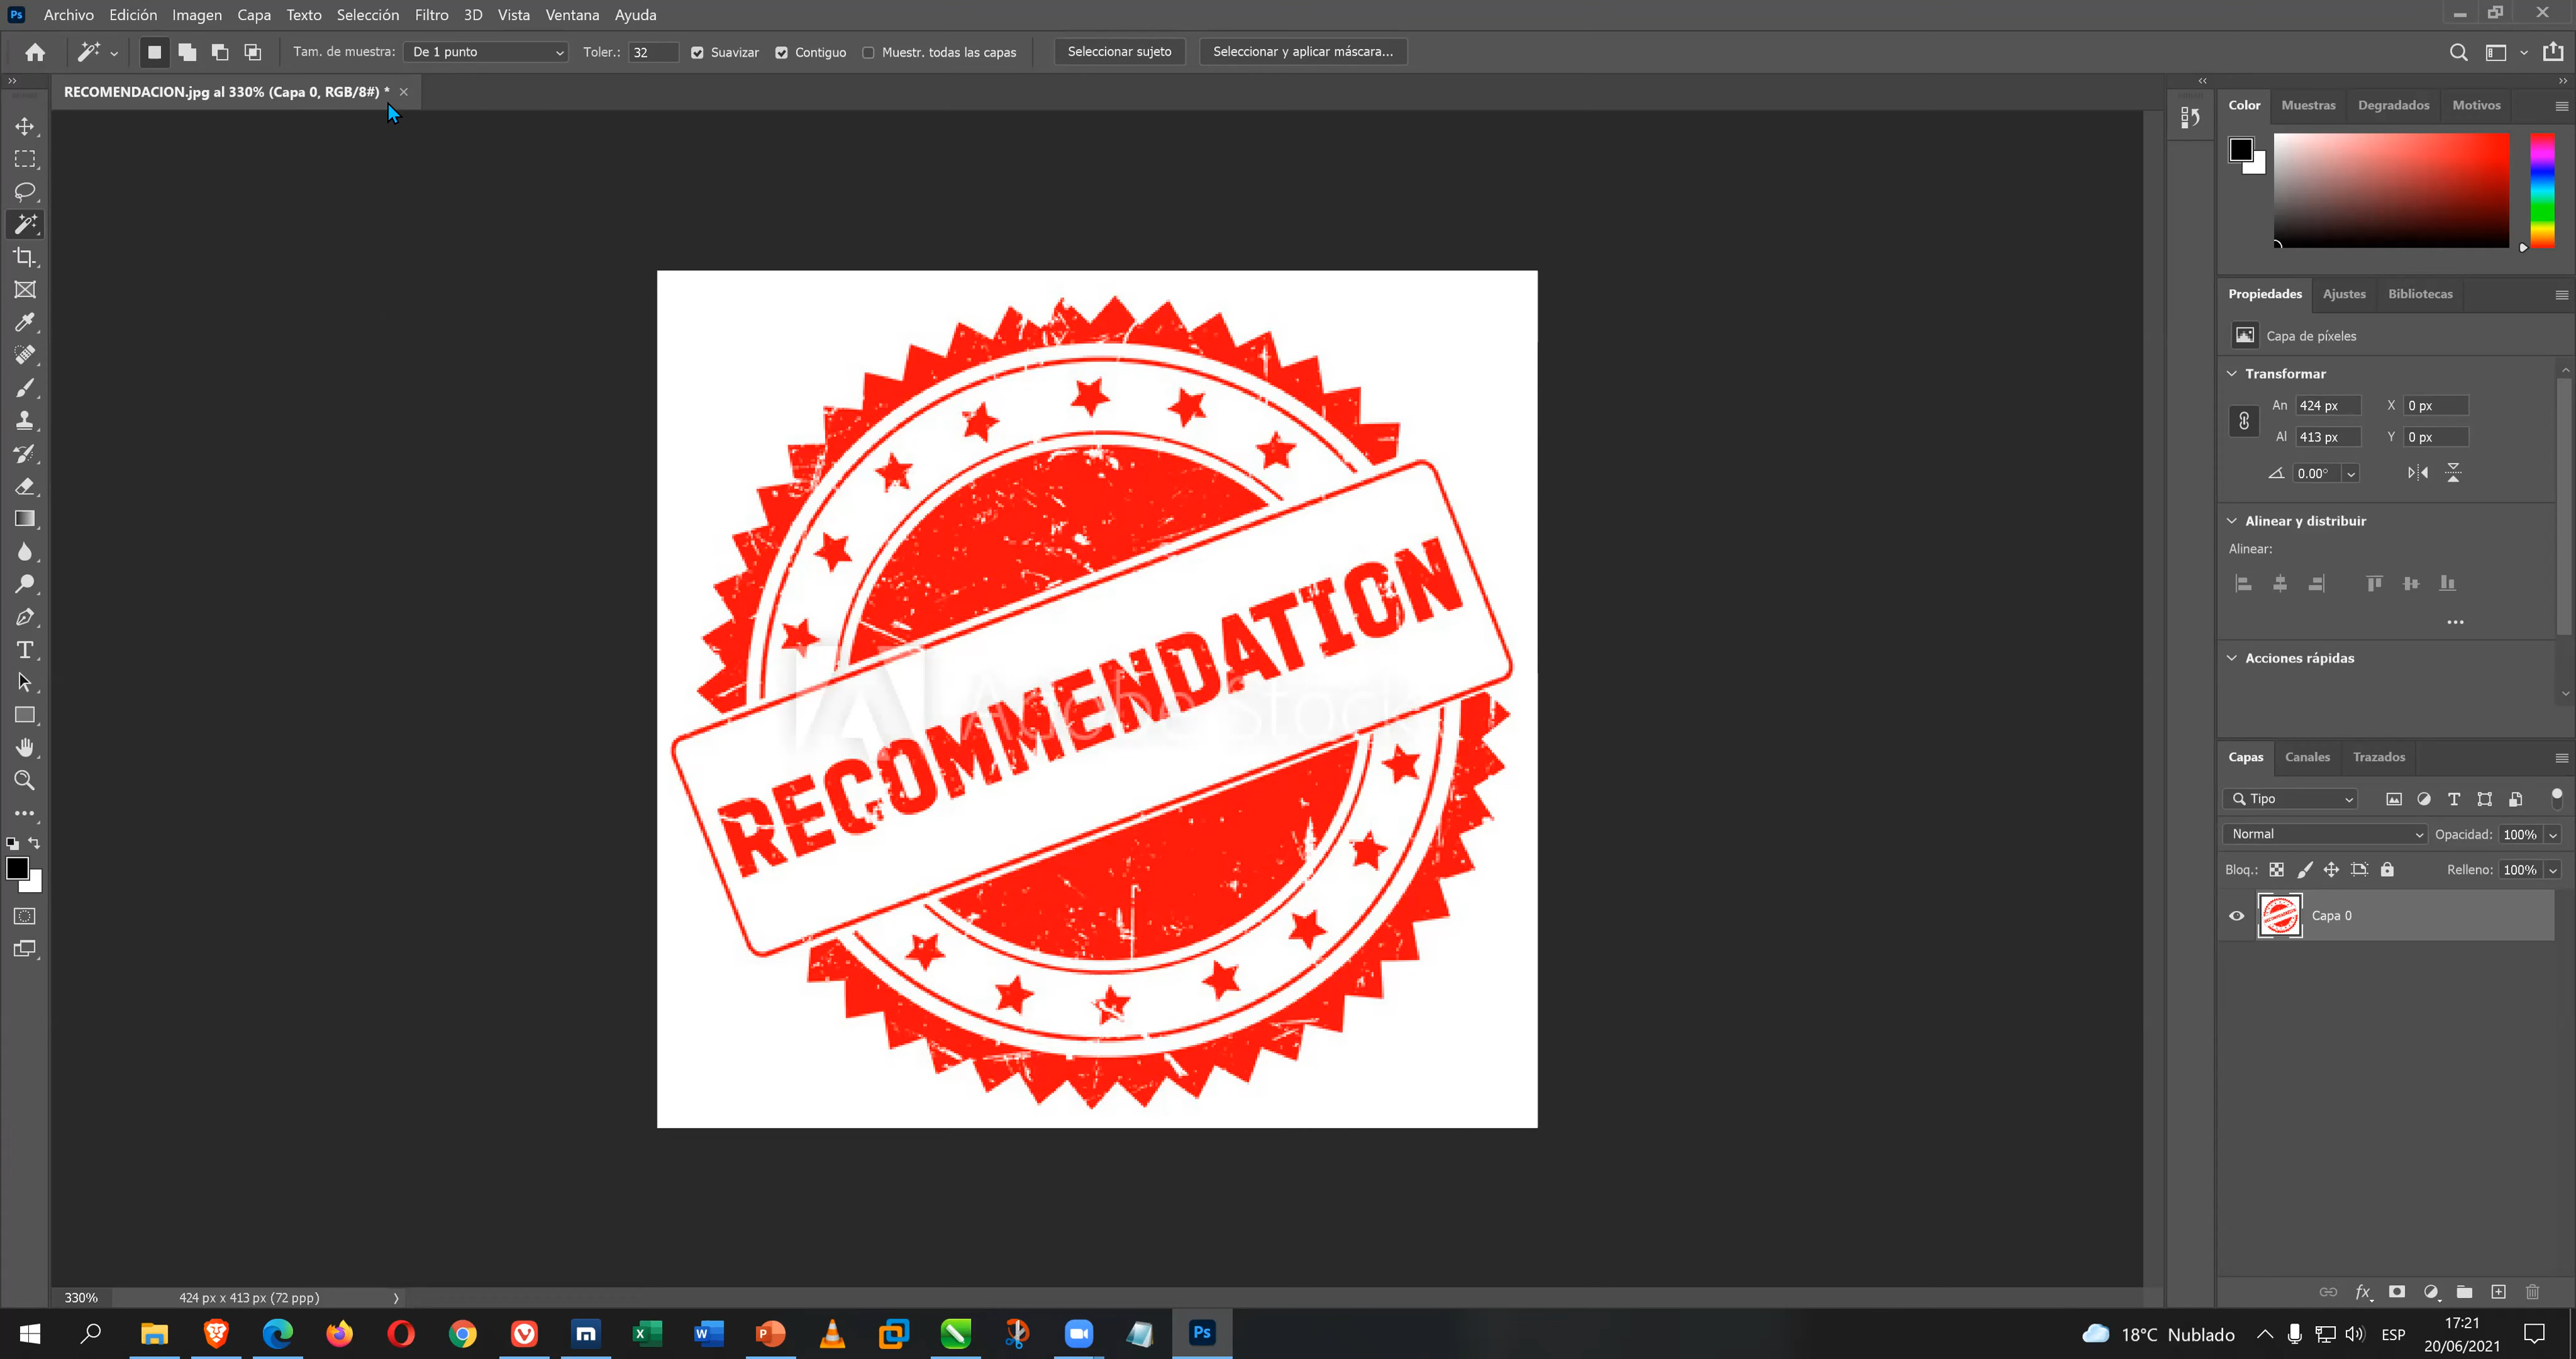 Ps Archivo Edición Imagen Capa Texto Selección Filtro 3D Vista Ventana Ayuda
Tam. de muestra: De 1 punto Toler.: 32 Suavizar Contiguo Muestr. todas las capas Seleccionar sujeto Seleccionar y aplicar máscara...
RECOMENDACION.jpg al 330% (Capa 0, RGB/8#) *
Color Muestras Degradados Motivos
Propiedades Ajustes Bibliotecas
Capa de píxeles
Transformar
An 424 px X 0 px
Al 413 px Y 0 px
0.00°
Alinear y distribuir
Alinear:
Acciones rápidas
RECOMMENDATION
Adobe Stock
Capas Canales Trazados
Tipo
Normal Opacidad: 100%
Bloq.: Relleno: 100%
Capa 0
330% 424 px x 413 px (72 ppp)
18°C Nublado ESP 17:21
20/06/2021